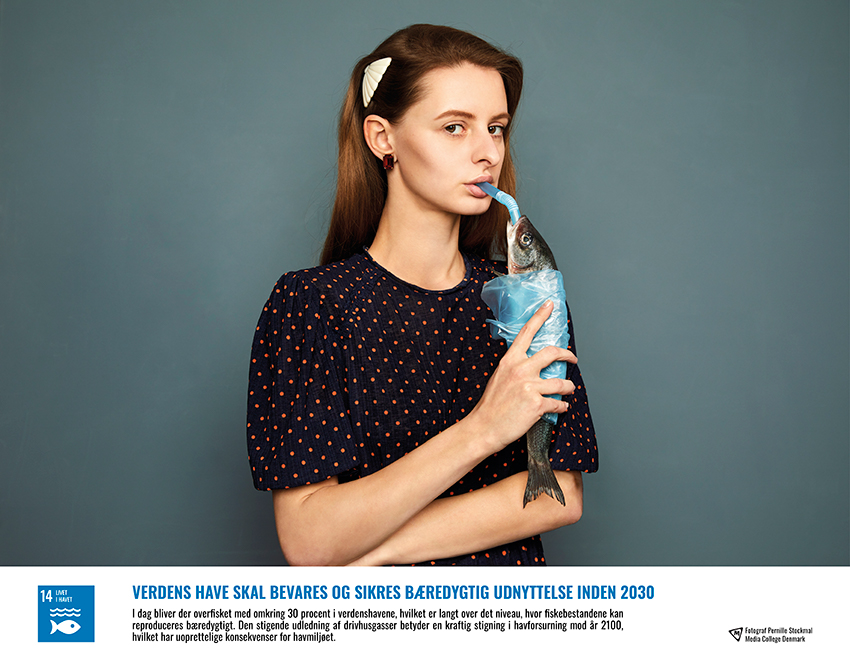 14 LIVET
I HAVET
VERDENS HAVE SKAL BEVARES OG SIKRES BÆREDYGTIG UDNYTTELSE INDEN 2030
I dag bliver der overfisket med omkring 30 procent i verdenshavene, hvilket er langt over det niveau, hvor fiskebestandene kan
reproduceres bæredygtigt. Den stigende udledning af drivhusgasser betyder en kraftig stigning i havforsurning mod år 2100,
hvilket har uoprettelige konsekvenser for havmiljøet.
Fotograf Pernille Stockmal
Media College Denmark